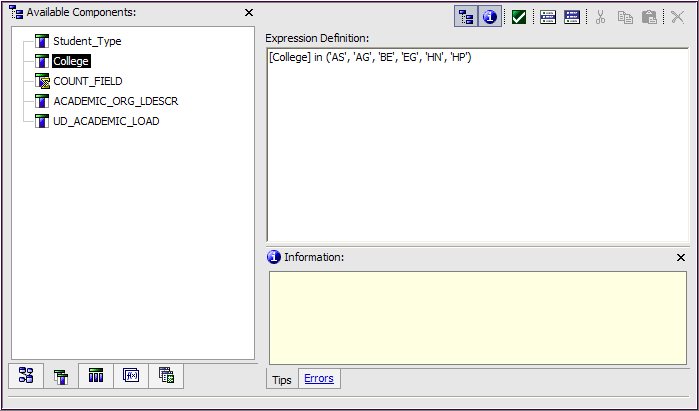 Available Components:
Student_Type
College
COUNT_FIELD
ACADEMIC_ORG_LDESCR
UD_ACADEMIC_LOAD
f(x)
Expression Definition:
[College] in ('AS', 'AG', 'BE', 'EG', 'HN', 'HP')
Information:
Tips
Errors